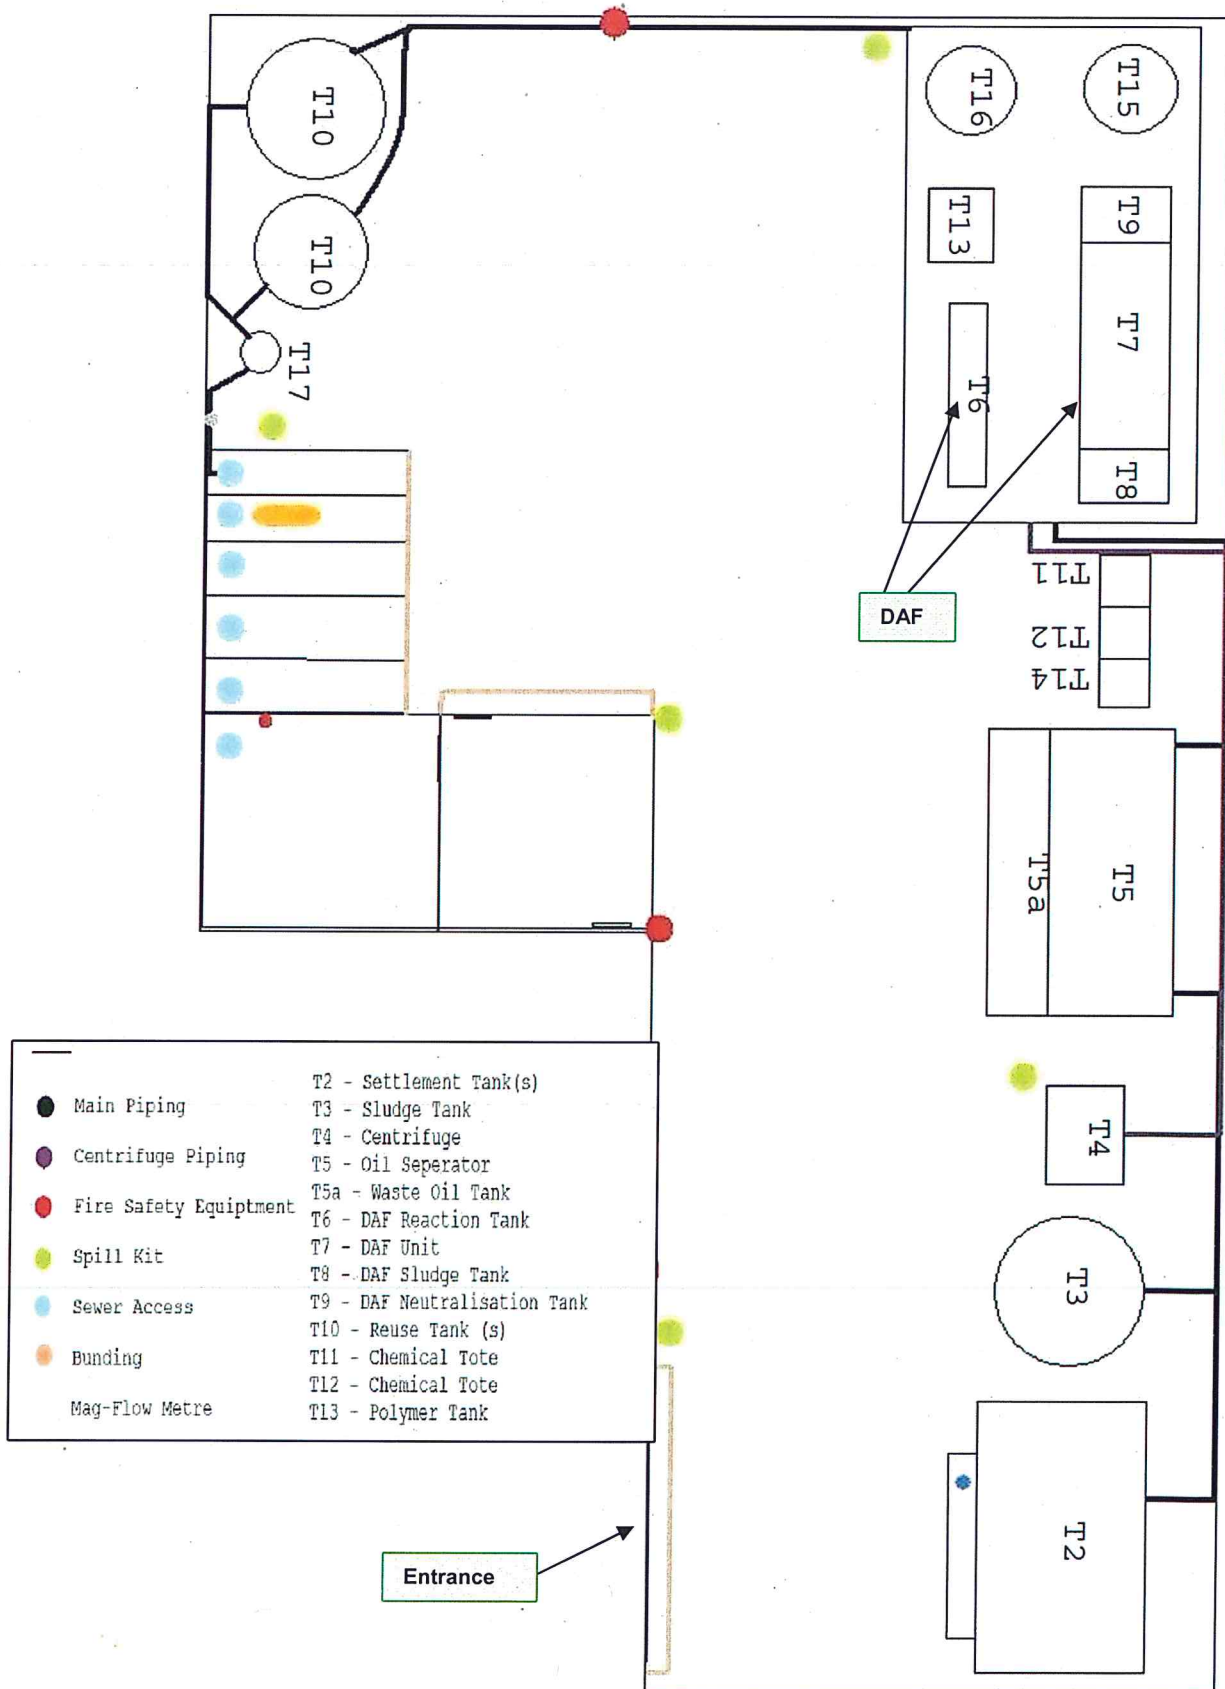 T10
T16
T15
T13
T9
T10
T7
T17
T6
T8
DAF
T11
T12
T14
T5a
T5
T4
T3
T2
Main Piping
Centrifuge Piping
Fire Safety Equiptment
Spill Kit
Sewer Access
Bunding
Mag-Flow Metre
T2 - Settlement Tank(s)
T3 - Sludge Tank
T4 - Centrifuge
T5 - Oil Seperator
T5a - Waste Oil Tank
T6 - DAF Reaction Tank
T7 - DAF Unit
T8 - DAF Sludge Tank
T9 - DAF Neutralisation Tank
T10 - Reuse Tank (s)
T11 - Chemical Tote
T12 - Chemical Tote
T13 - Polymer Tank
Entrance